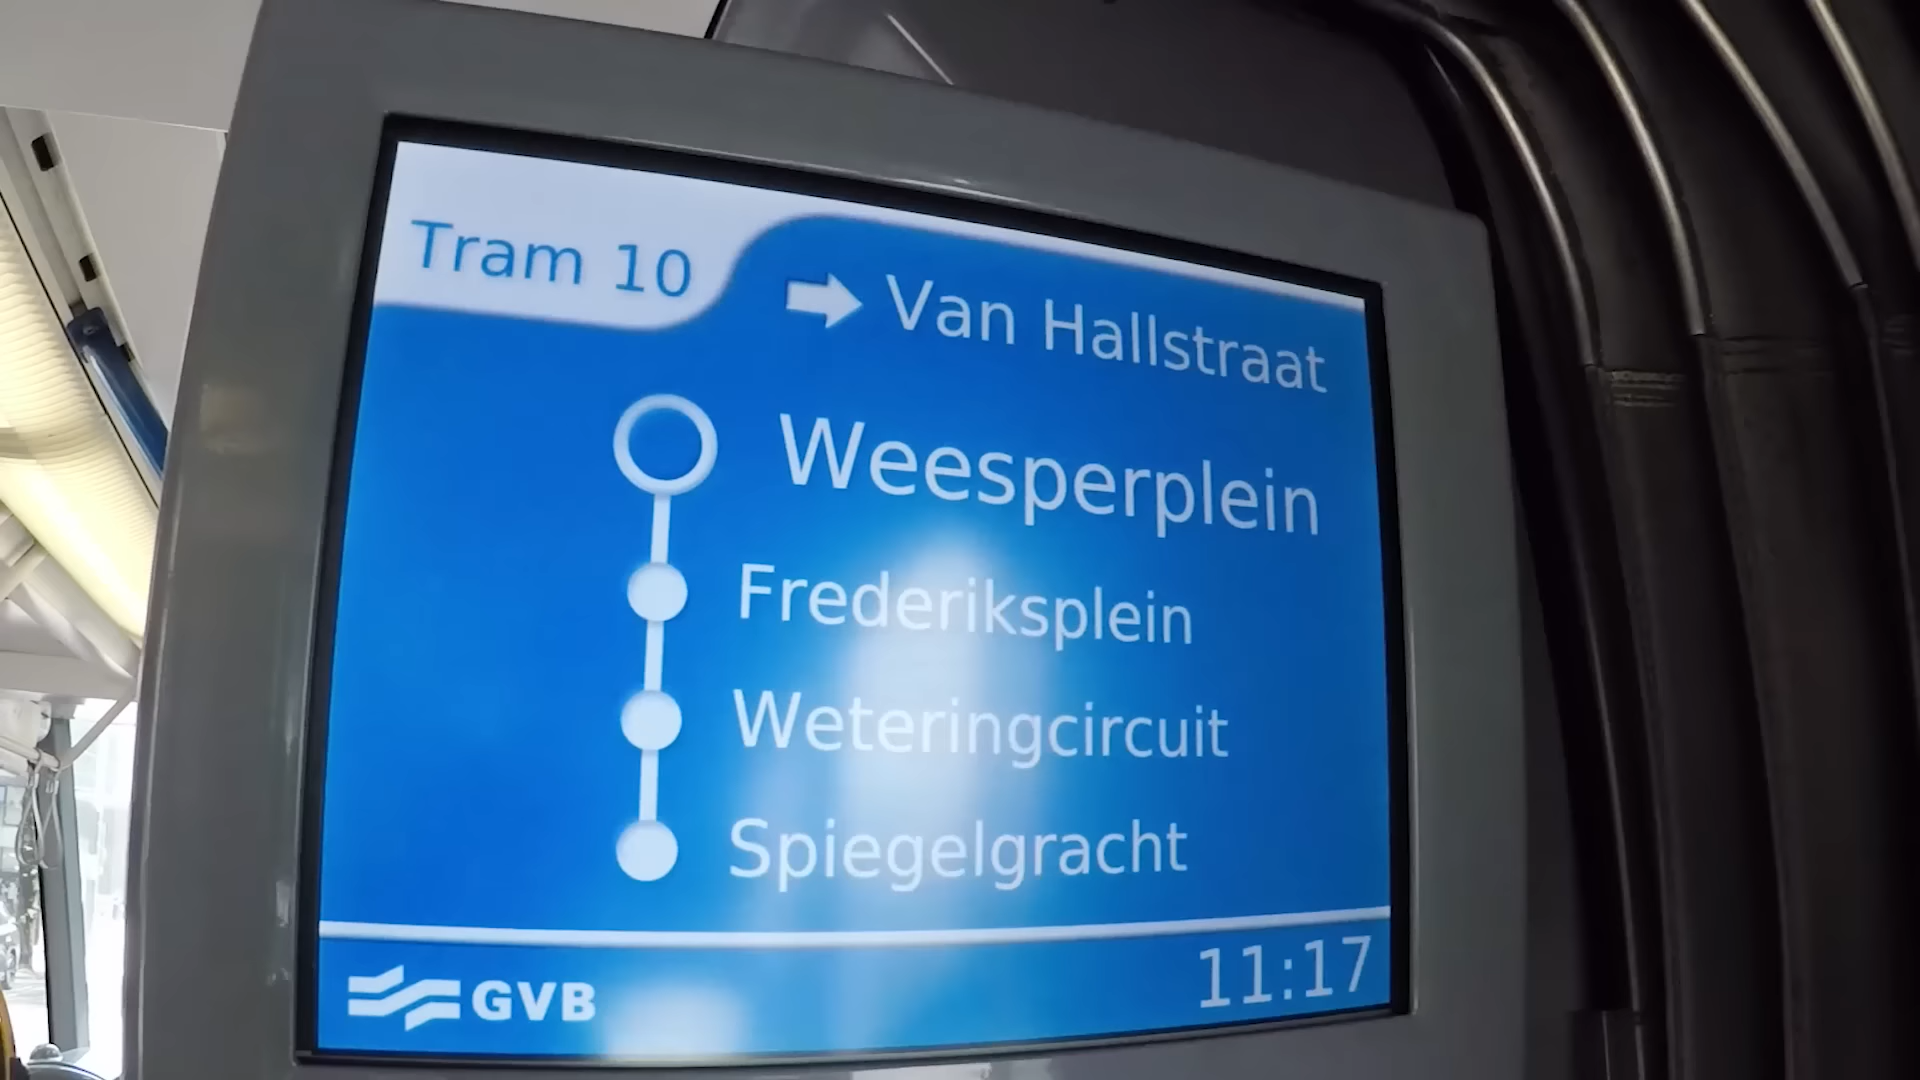 Tram 10
Van Hallstraat
Weesperplein
Frederiksplein
Weteringcircuit
Spiegelgracht
GVB
11:17